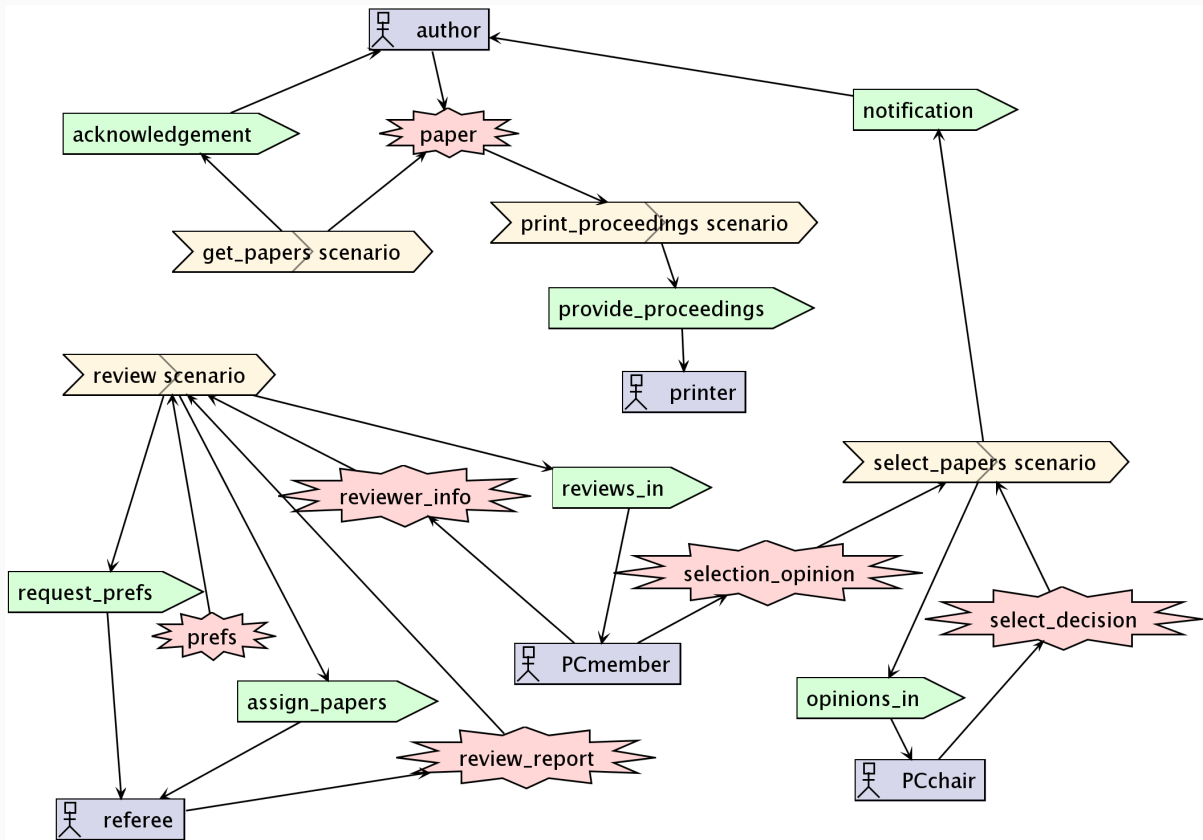 author
acknowledgement
paper
notification
get_papers scenario
print_proceedings scenario
provide_proceedings
printer
review scenario
reviewer_info
reviews_in
select_papers scenario
request_prefs
prefs
selection_opinion
select_decision
PCmember
assign_papers
opinions_in
review_report
PCchair
referee